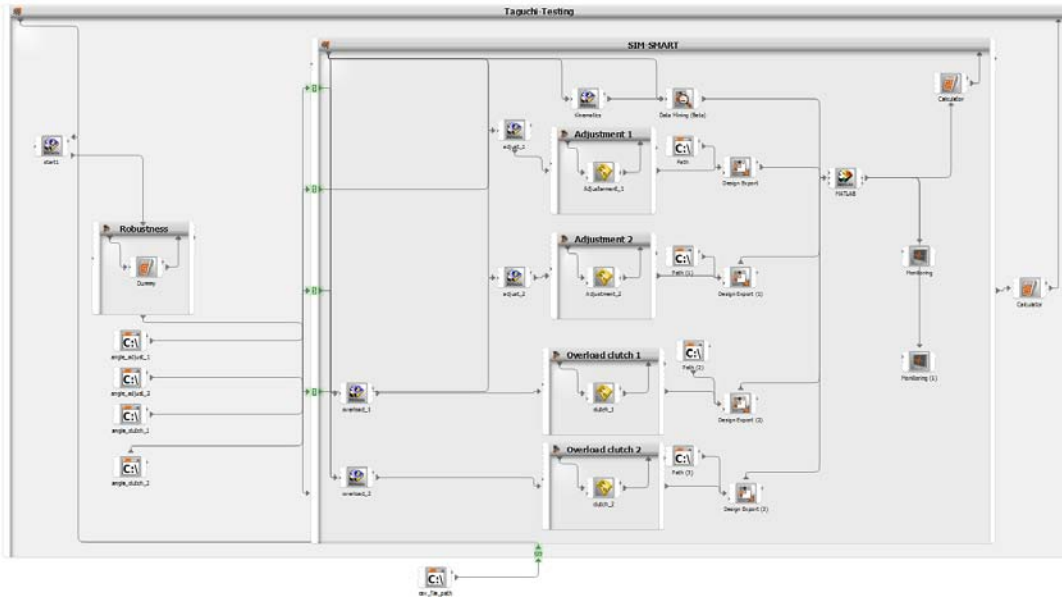 Taguchi-Testing
SIM-SMART
Kinematics
Data Mining (Beta)
Calculator
start1
adjust_1
Adjustment 1
C:\
Path
Adjustement_1
Design Export
MATLAB
Robustness
Dummy
Adjustment 2
C:\
Path (1)
adjust_2
Adjustment_2
Design Export (1)
Monitoring
Calculator
C:\
angle_adjust_1
C:\
angle_adjust_2
C:\
angle_clutch_1
C:\
angle_clutch_2
overload_1
Overload clutch 1
C:\
Path (2)
clutch_1
Design Export (2)
Monitoring (1)
overload_2
Overload clutch 2
C:\
Path (3)
clutch_2
Design Export (3)
C:\
csv_file_path